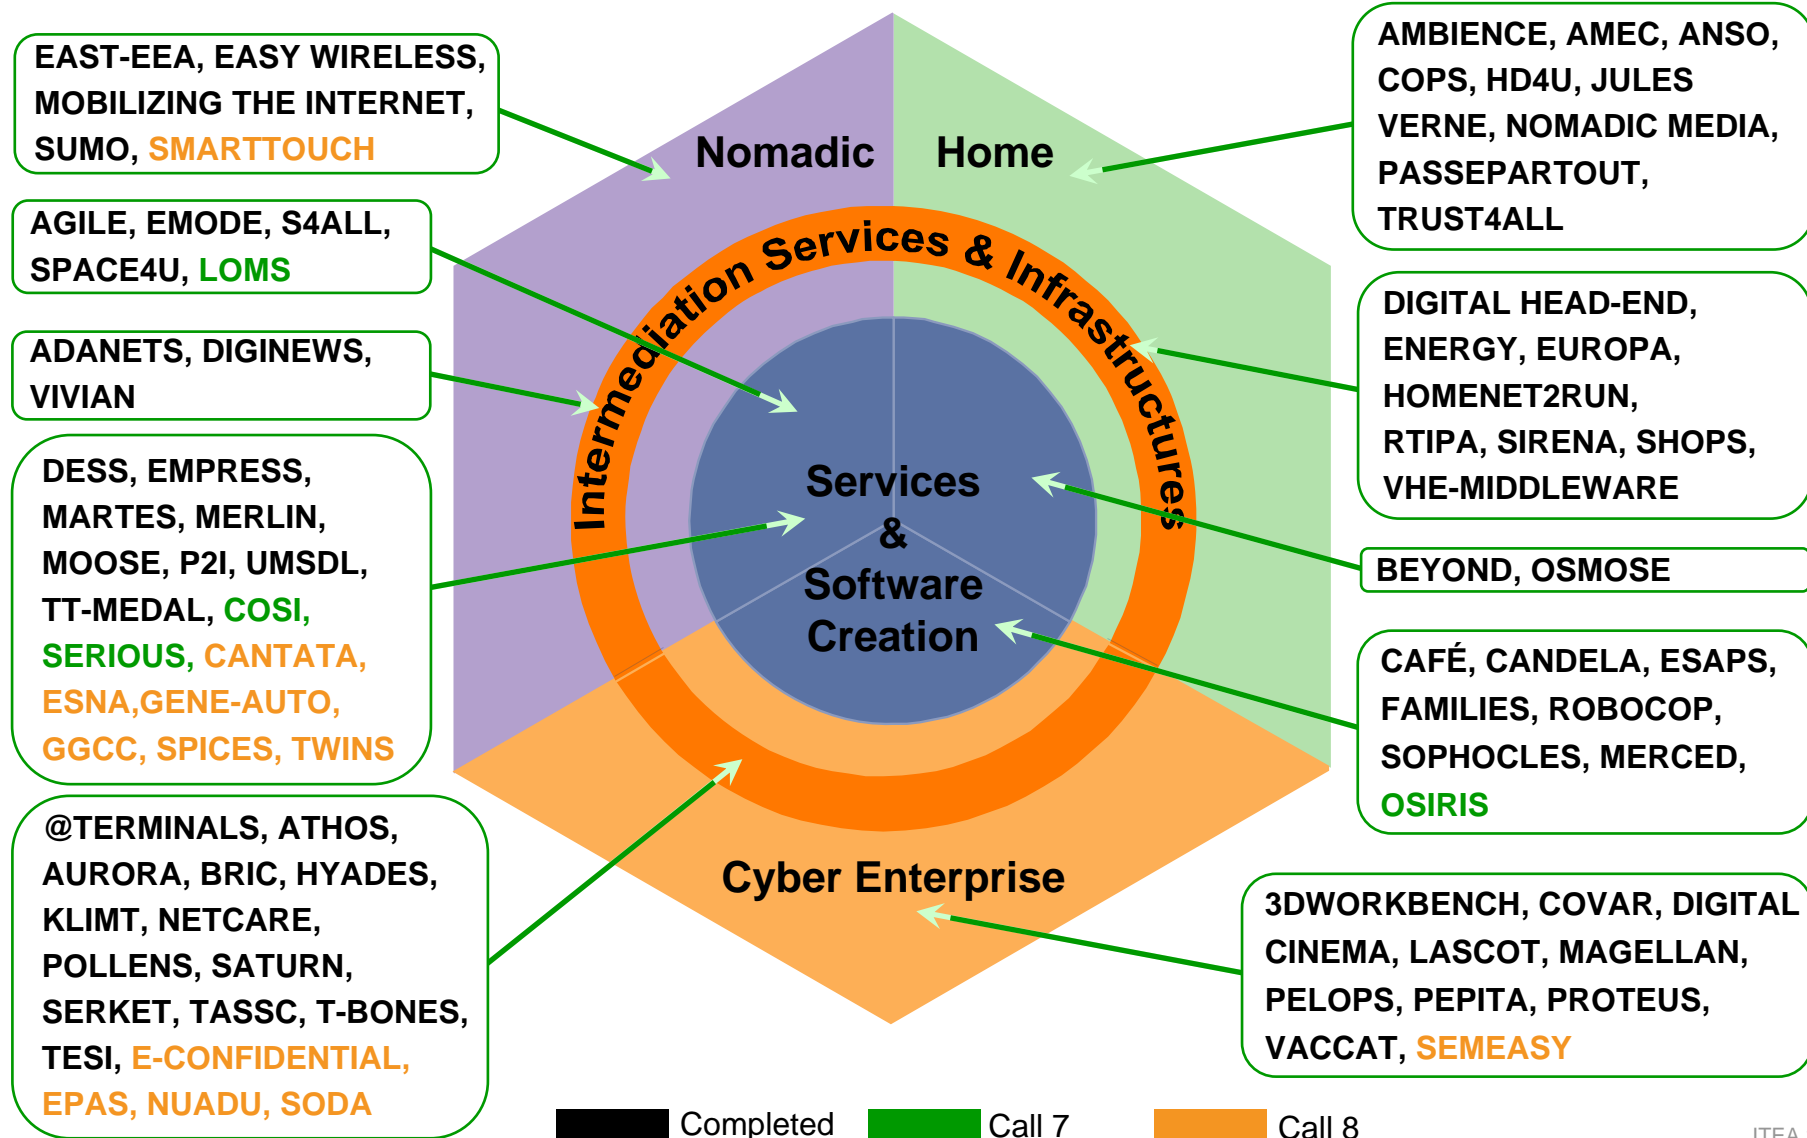 EAST-EEA, EASY WIRELESS,
MOBILIZING THE INTERNET,
SUMO, SMARTTOUCH
AGILE, EMODE, S4ALL,
SPACE4U, LOMS
ADANETS, DIGINEWS,
VIVIAN
DESS, EMPRESS,
MARTES, MERLIN,
MOOSE, P2I, UMSDL,
TT-MEDAL, COSI,
SERIOUS, CANTATA,
ESNA,GENE-AUTO,
GGCC, SPICES, TWINS
@TERMINALS, ATHOS,
AURORA, BRIC, HYADES,
KLIMT, NETCARE,
POLLENS, SATURN,
SERKET, TASSC, T-BONES,
TESI, E-CONFIDENTIAL,
EPAS, NUADU, SODA
Nomadic
Home
Intermediation Services & Infrastructures
Services
&
Software
Creation
Cyber Enterprise
AMBIENCE, AMEC, ANSO,
COPS, HD4U, JULES
VERNE, NOMADIC MEDIA,
PASSEPARTOUT,
TRUST4ALL
DIGITAL HEAD-END,
ENERGY, EUROPA,
HOMENET2RUN,
RTIPA, SIRENA, SHOPS,
VHE-MIDDLEWARE
BEYOND, OSMOSE
CAFÉ, CANDELA, ESAPS,
FAMILIES, ROBOCOP,
SOPHOCLES, MERCED,
OSIRIS
3DWORKBENCH, COVAR, DIGITAL
CINEMA, LASCOT, MAGELLAN,
PELOPS, PEPITA, PROTEUS,
VACCAT, SEMEASY
Completed
Call 7
Call 8
ITEA